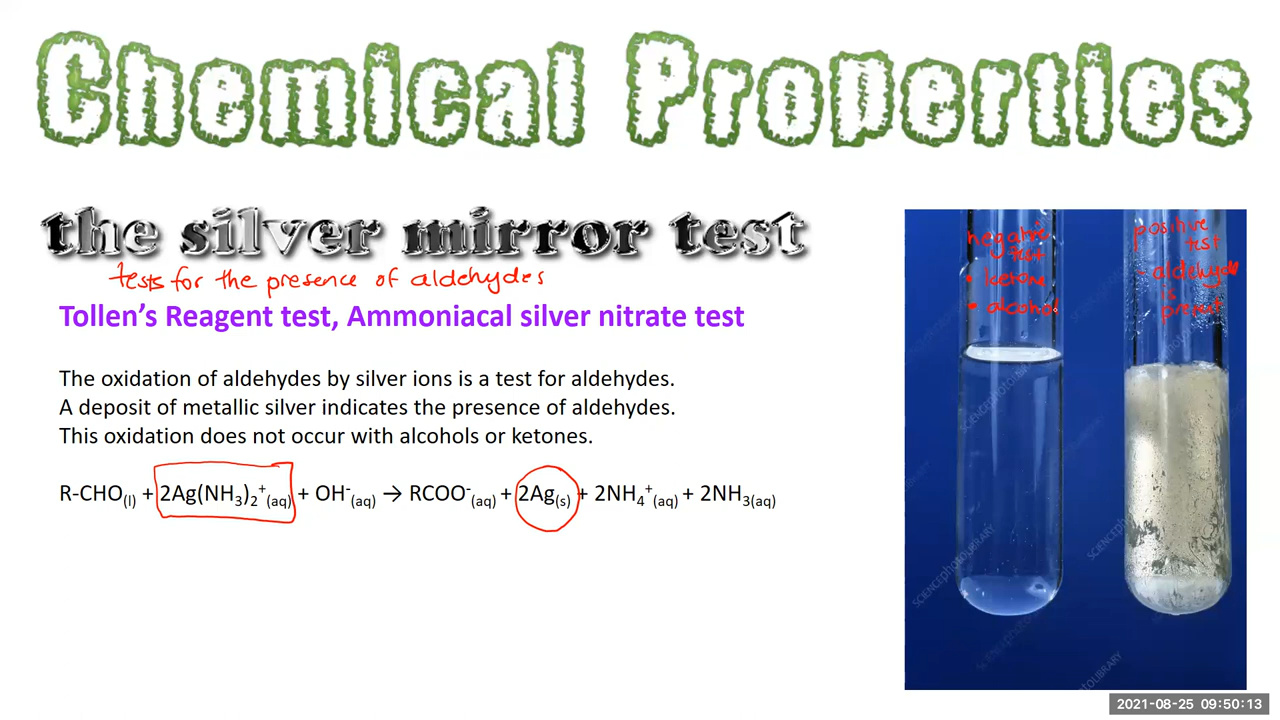 Chemical Properties
the silver mirror test
tests for the presence of aldehydes
Tollen's Reagent test, Ammoniacal silver nitrate test
The oxidation of aldehydes by silver ions is a test for aldehydes.
A deposit of metallic silver indicates the presence of aldehydes.
This oxidation does not occur with alcohols or ketones.
R-CHO(l) + 2Ag(NH₃)₂⁺(aq) + OH⁻(aq) → RCOO⁻(aq) + 2Ag(s) + 2NH₄⁺(aq) + 2NH₃(aq)
negative
test
• ketone
• alcohol
positive
test
- aldehyde
is
present
SCIENCEphotoLIBRARY
SCIENCEphotoLIBRARY
SCIENCEphotoLIBRARY
2021-08-25 09:50:13